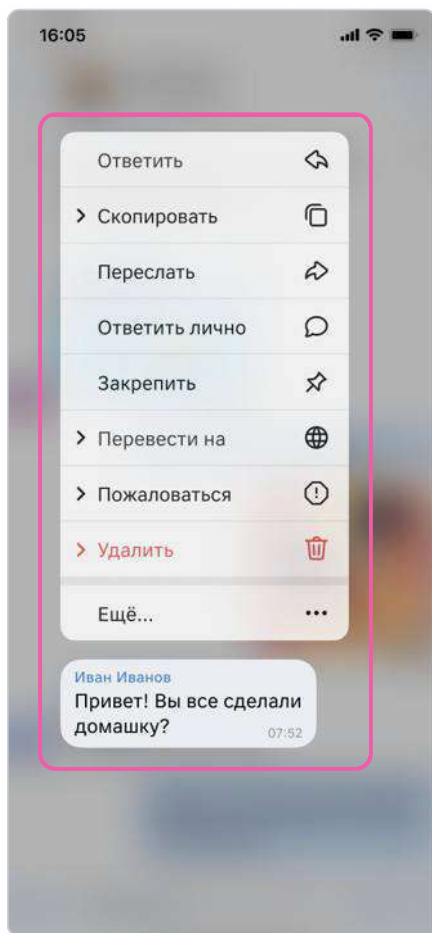 16:05
Ответить
Скопировать
Переслать
Ответить лично
Закрепить
Перевести на
Пожаловаться
Удалить
Ещё...
Иван Иванов
Привет! Вы все сделали
домашку?
07:52